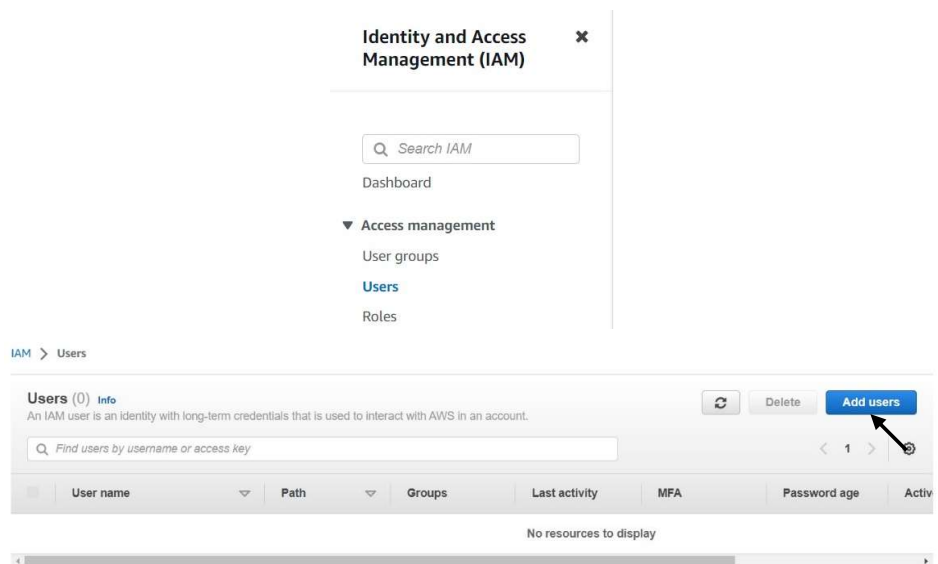 Identity and Access
Management (IAM)
Search IAM
Dashboard
Access management
User groups
Users
Roles
IAM > Users
Users (0) Info
Delete
Add users
An IAM user is an identity with long-term credentials that is used to interact with AWS in an account.
Find users by username or access key
1
User name Path Groups Last activity MFA Password age Activ
No resources to display